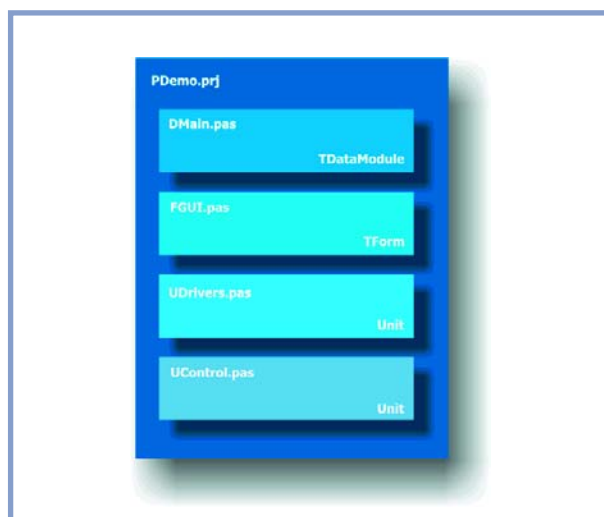 PDemo.prj
DMain.pas
TDataModule
FGUI.pas
TForm
UDrivers.pas
Unit
UControl.pas
Unit